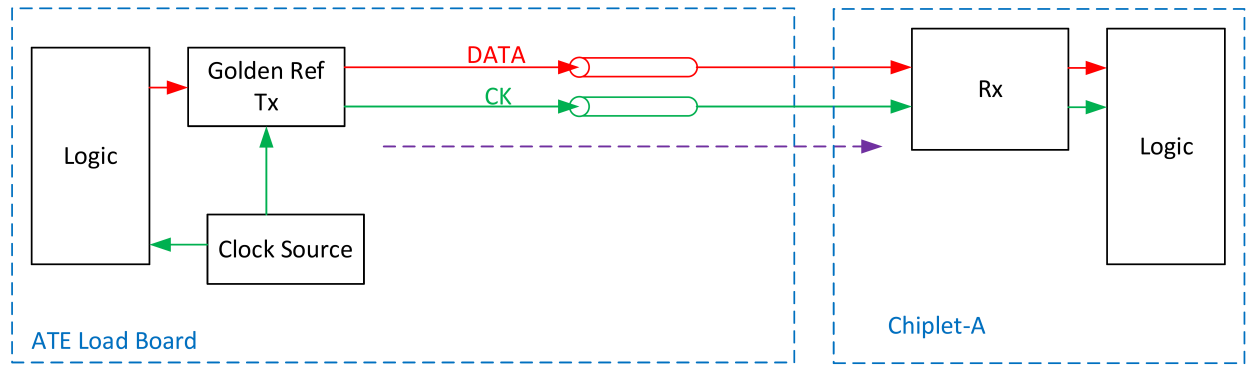 DATA
Golden Ref
Tx
CK
Rx
Logic
Logic
Clock Source
ATE Load Board
Chiplet-A